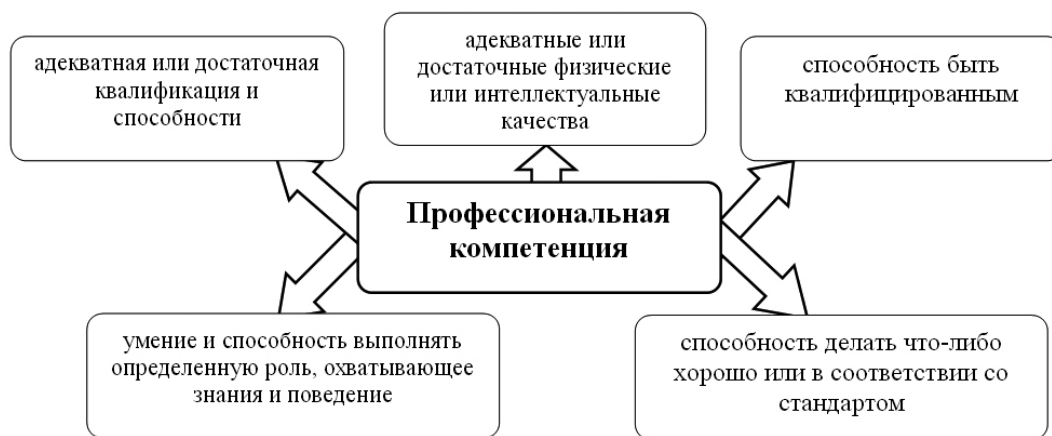 адекватная или достаточная
квалификация и
способности
адекватные или
достаточные физические
или интеллектуальные
качества
способность быть
квалифицированным
Профессиональная
компетенция
умение и способность выполнять
определенную роль, охватывающее
знания и поведение
способность делать что-либо
хорошо или в соответствии со
стандартом